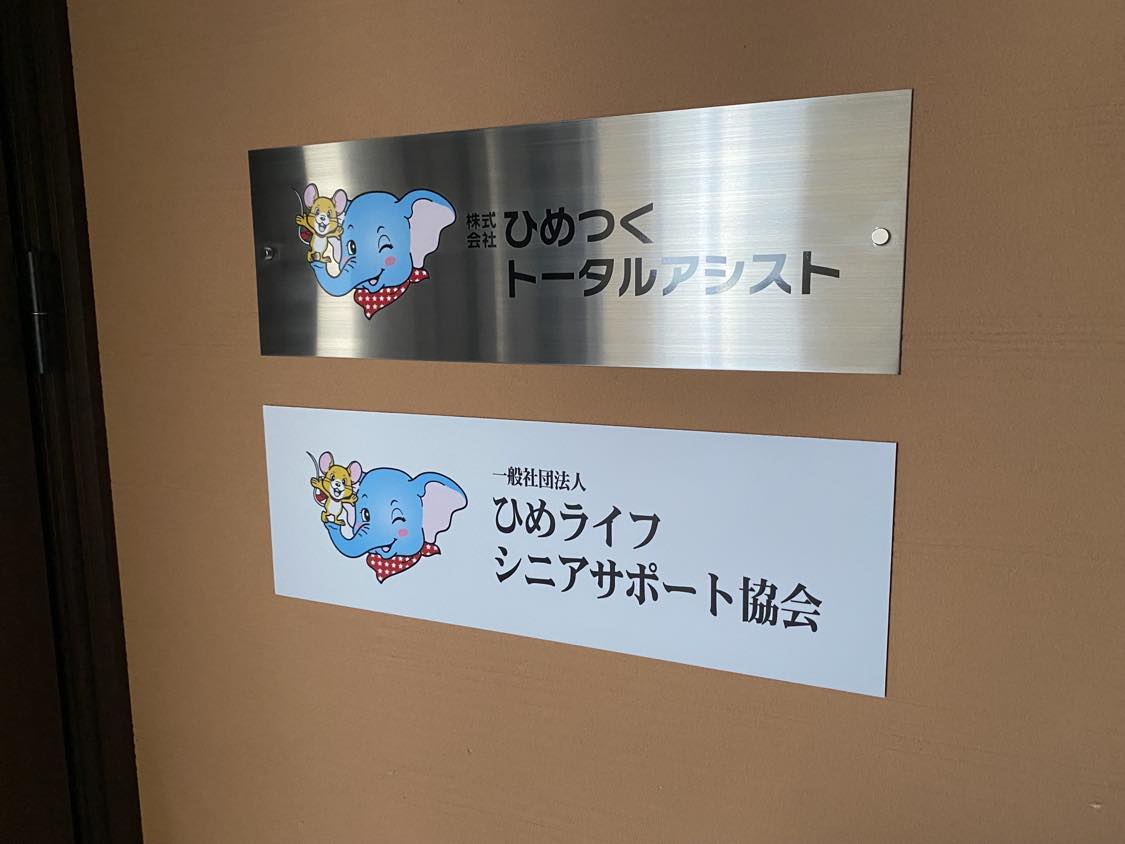 株式会社 ひめつく
トータルアシスト
一般社団法人
ひめライフ
シニアサポート協会